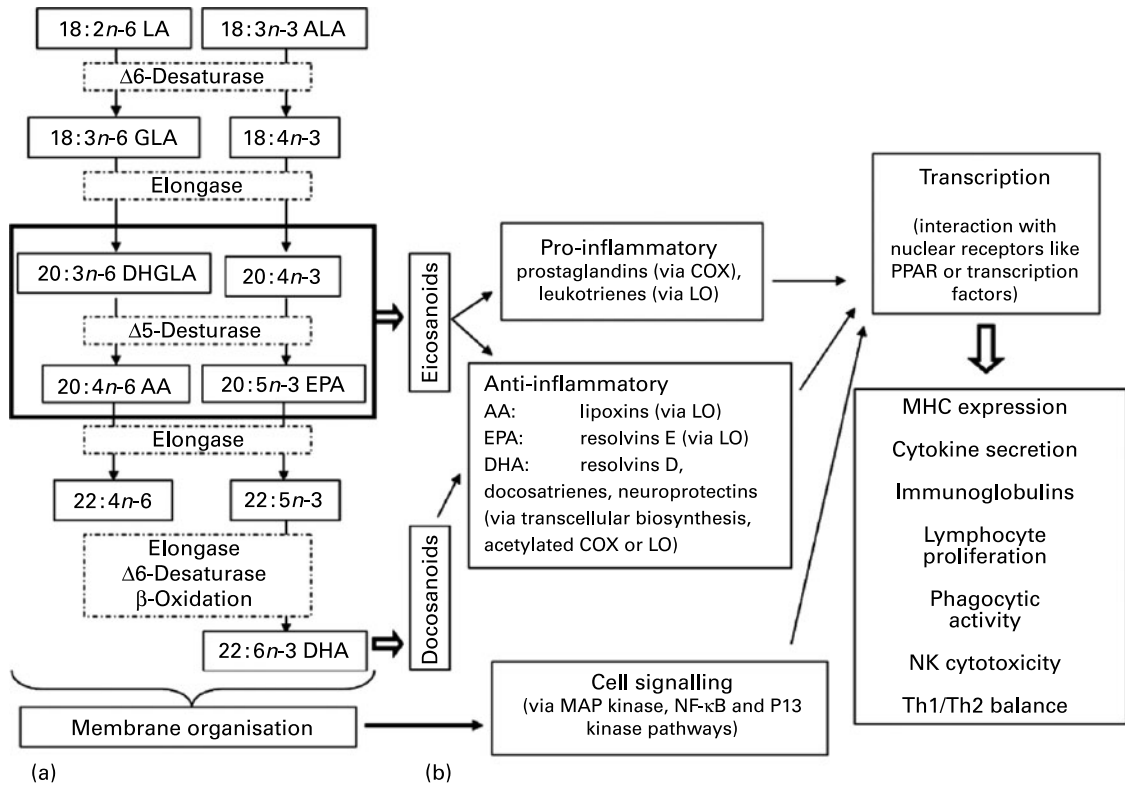 18:2n-6 LA
18:3n-3 ALA
Δ6-Desaturase
18:3n-6 GLA
18:4n-3
Elongase
20:3n-6 DHGLA
20:4n-3
Δ5-Desturase
20:4n-6 AA
20:5n-3 EPA
Elongase
22:4n-6
22:5n-3
Elongase
Δ6-Desaturase
β-Oxidation
22:6n-3 DHA
Membrane organisation
(a)
Eicosanoids
Docosanoids
Pro-inflammatory
prostaglandins (via COX),
leukotrienes (via LO)
Anti-inflammatory
AA: lipoxins (via LO)
EPA: resolvins E (via LO)
DHA: resolvins D,
docosatrienes, neuroprotectins
(via transcellular biosynthesis,
acetylated COX or LO)
Cell signalling
(via MAP kinase, NF-κB and P13
kinase pathways)
(b)
Transcription
(interaction with
nuclear receptors like
PPAR or transcription
factors)
MHC expression
Cytokine secretion
Immunoglobulins
Lymphocyte
proliferation
Phagocytic
activity
NK cytotoxicity
Th1/Th2 balance